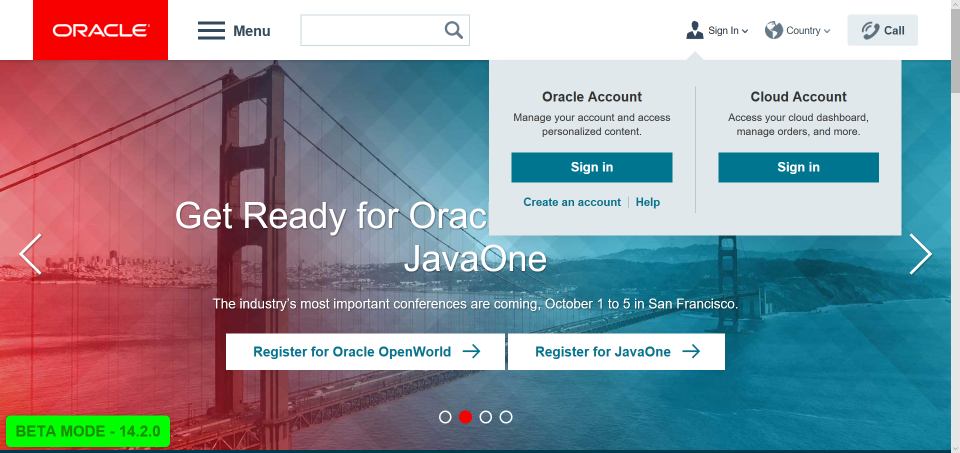 ORACLE
Menu
Sign In
Country
Call
Oracle Account
Manage your account and access
personalized content.
Sign in
Create an account | Help
Cloud Account
Access your cloud dashboard,
manage orders, and more.
Sign in
Get Ready for Orac
JavaOne
The industry's most important conferences are coming, October 1 to 5 in San Francisco.
Register for Oracle OpenWorld
Register for JavaOne
BETA MODE - 14.2.0